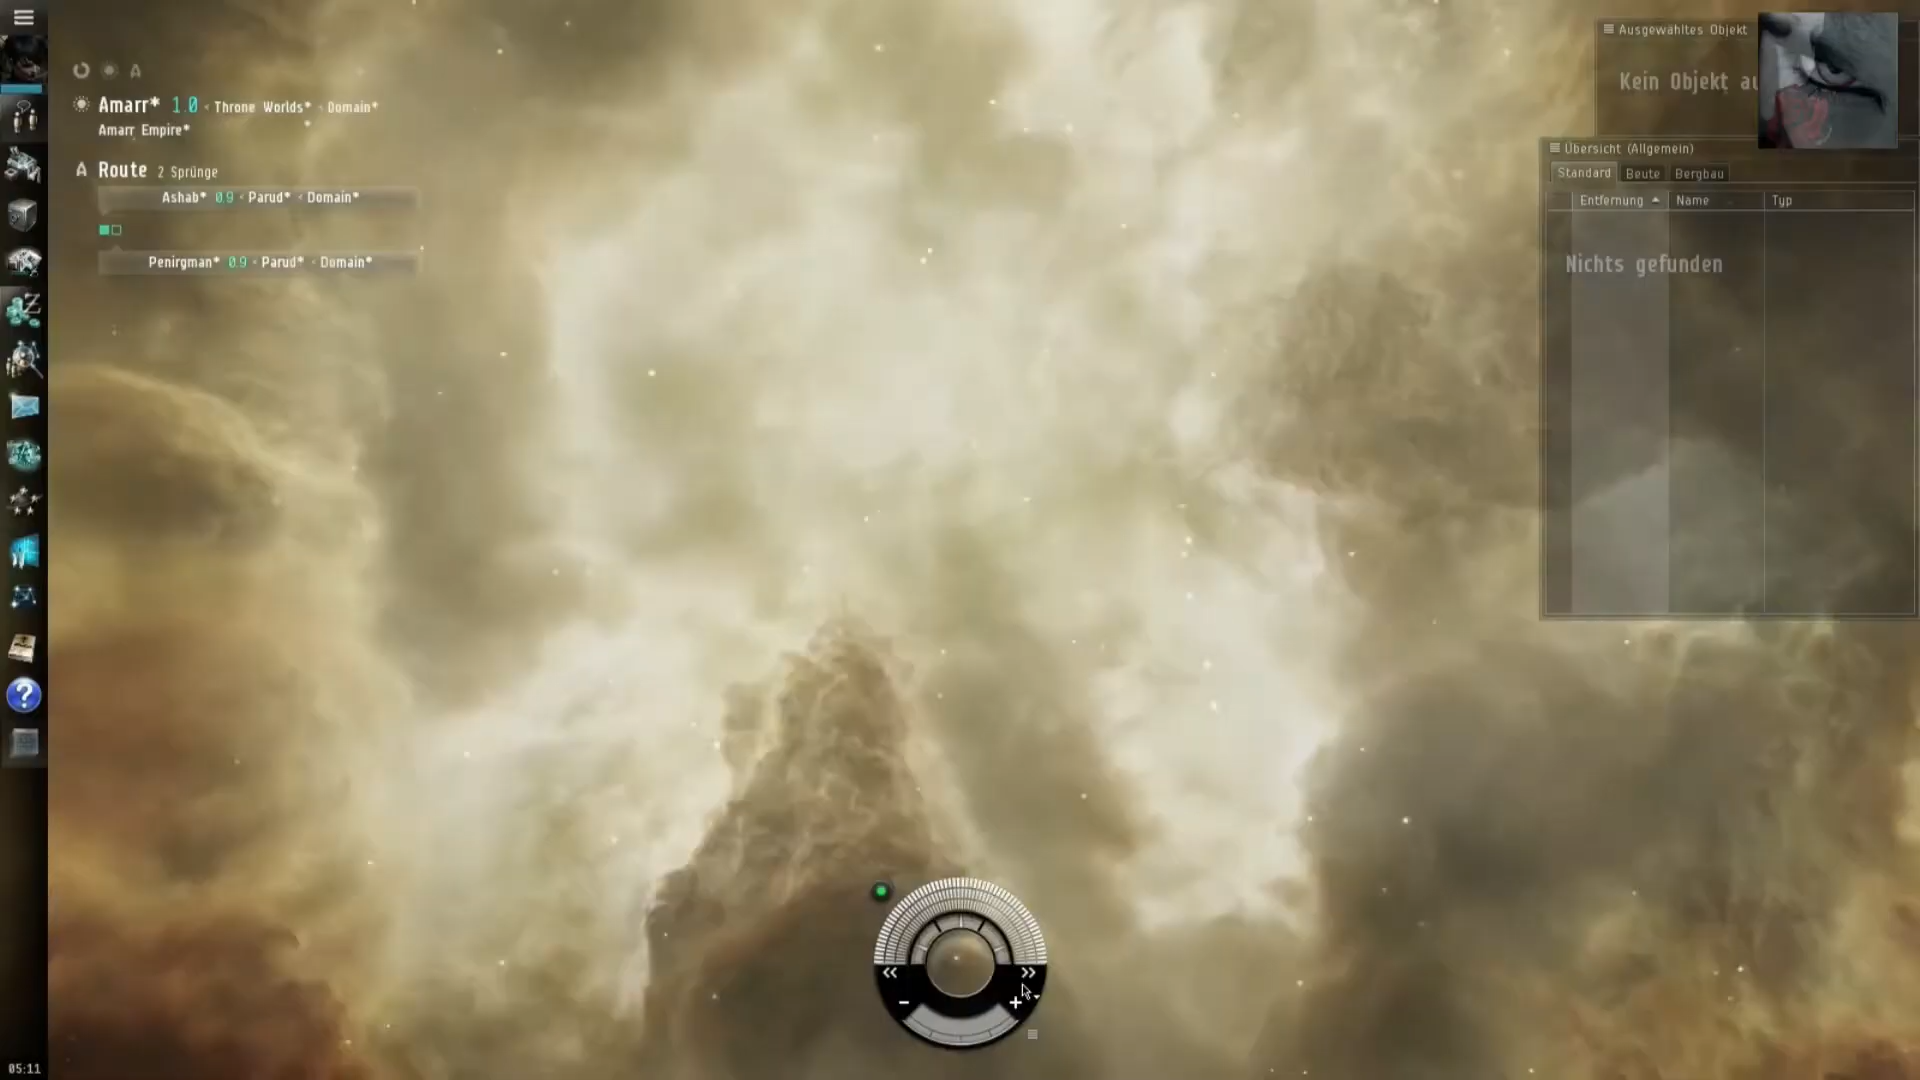 A
Amarr* 1.0 < Throne Worlds* < Domain*
Amarr Empire*
A Route 2 Sprünge
Ashab* 0.9 < Parud* < Domain*
Penirgman* 0.9 < Parud* < Domain*
Ausgewähltes Objekt
Kein Objekt au
Übersicht (Allgemein)
Standard Beute Bergbau
Entfernung Name Typ
Nichts gefunden
05:11